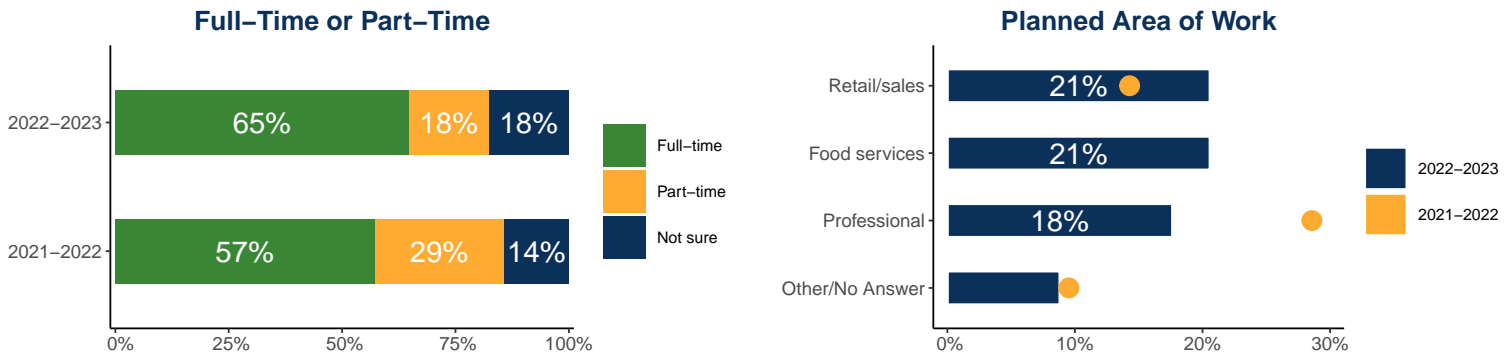 Full−Time or Part−Time
2022−2023
65%
18%
18%
2021−2022
57%
29%
14%
0%
25%
50%
75%
100%
Full−time
Part−time
Not sure
Planned Area of Work
Retail/sales
21%
Food services
21%
Professional
18%
Other/No Answer
0%
10%
20%
30%
2022−2023
2021−2022